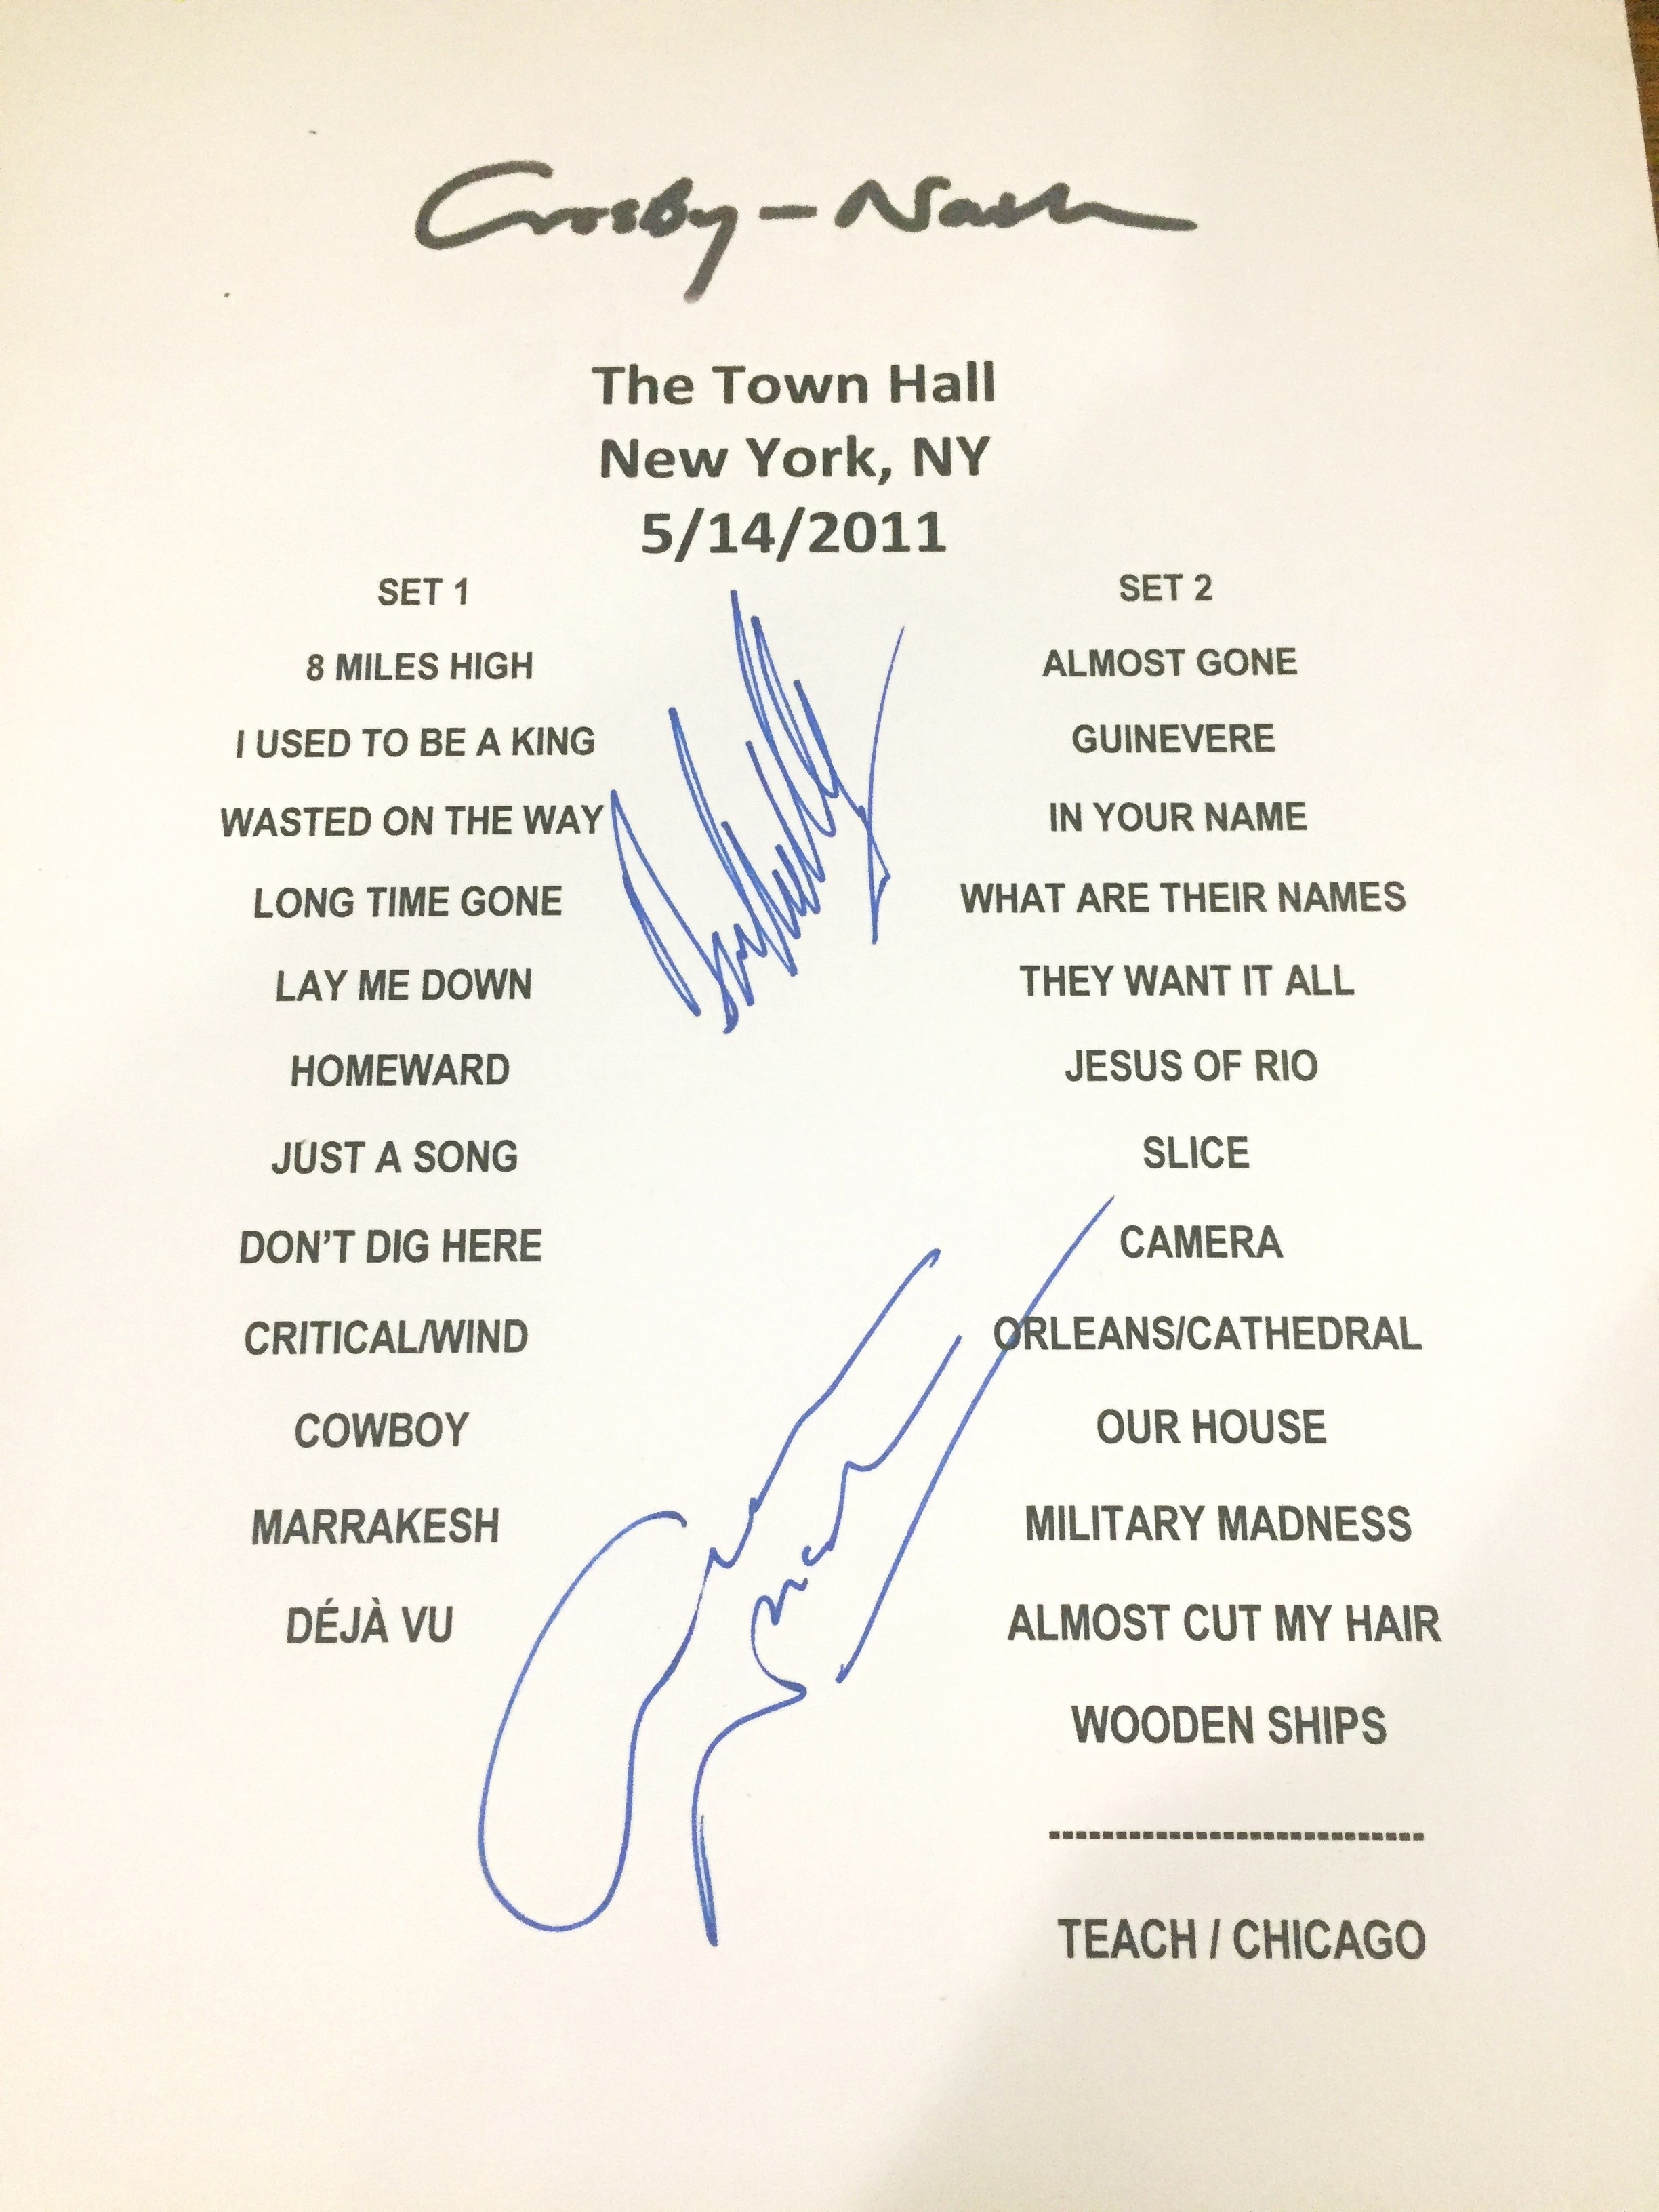 Crosby-Nash
The Town Hall
New York, NY
5/14/2011
SET 1
8 MILES HIGH
I USED TO BE A KING
WASTED ON THE WAY
LONG TIME GONE
LAY ME DOWN
HOMEWARD
JUST A SONG
DON'T DIG HERE
CRITICAL/WIND
COWBOY
MARRAKESH
DÉJÀ VU
SET 2
ALMOST GONE
GUINEVERE
IN YOUR NAME
WHAT ARE THEIR NAMES
THEY WANT IT ALL
JESUS OF RIO
SLICE
CAMERA
ORLEANS/CATHEDRAL
OUR HOUSE
MILITARY MADNESS
ALMOST CUT MY HAIR
WOODEN SHIPS
----------------------------
TEACH / CHICAGO